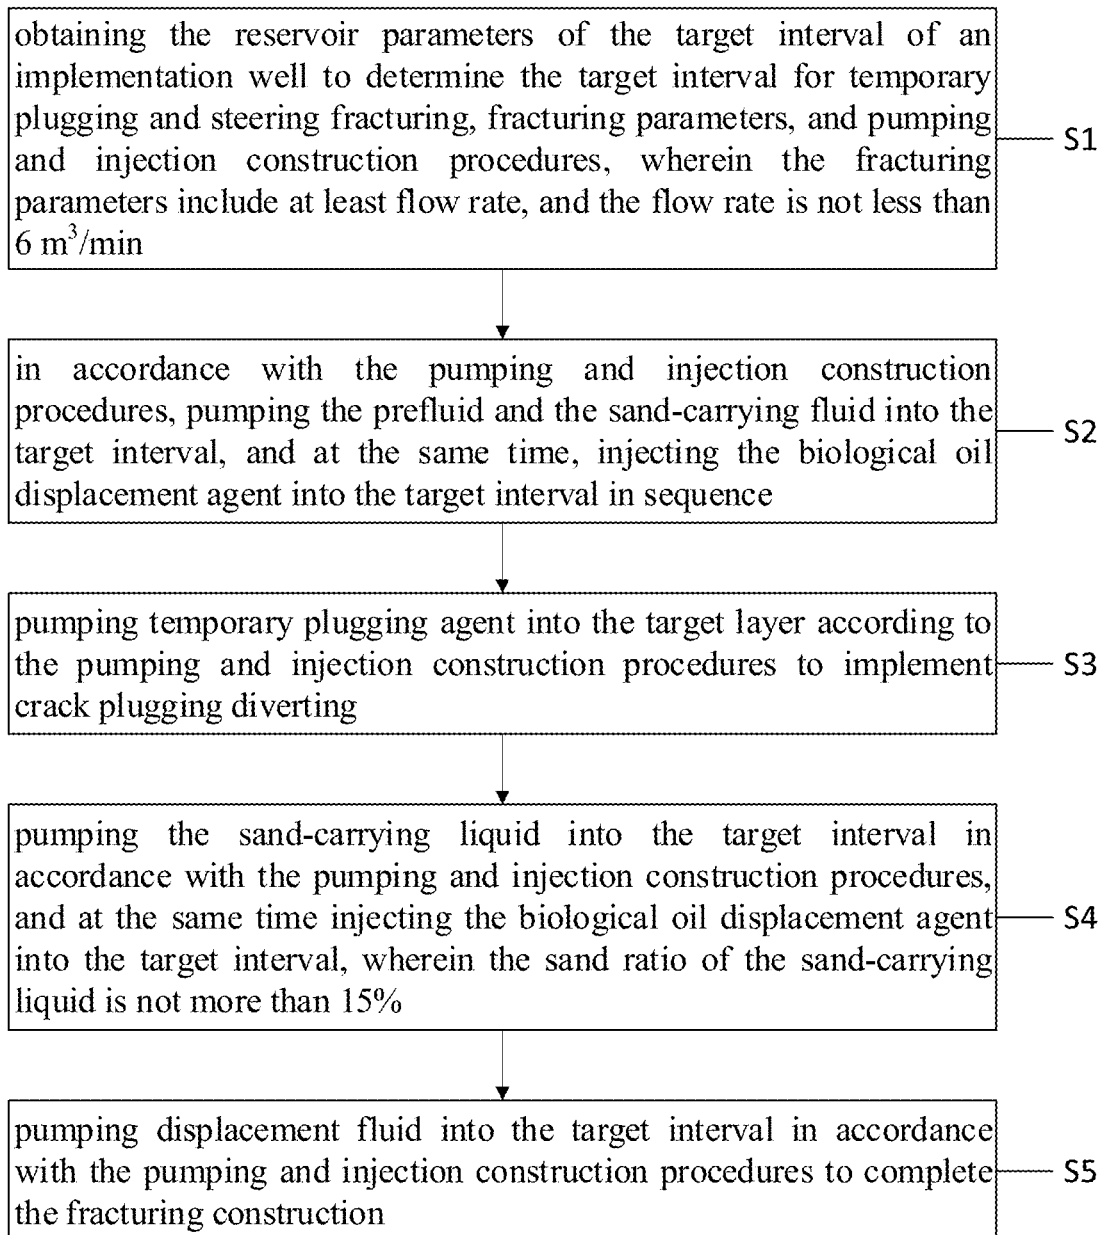 obtaining the reservoir parameters of the target interval of an
implementation well to determine the target interval for temporary
plugging and steering fracturing, fracturing parameters, and pumping
and injection construction procedures, wherein the fracturing
parameters include at least flow rate, and the flow rate is not less than
6 m³/min
S1
in accordance with the pumping and injection construction
procedures, pumping the prefluid and the sand-carrying fluid into the
target interval, and at the same time, injecting the biological oil
displacement agent into the target interval in sequence
S2
pumping temporary plugging agent into the target layer according to
the pumping and injection construction procedures to implement
crack plugging diverting
S3
pumping the sand-carrying liquid into the target interval in
accordance with the pumping and injection construction procedures,
and at the same time injecting the biological oil displacement agent
into the target interval, wherein the sand ratio of the sand-carrying
liquid is not more than 15%
S4
pumping displacement fluid into the target interval in accordance
with the pumping and injection construction procedures to complete
the fracturing construction
S5